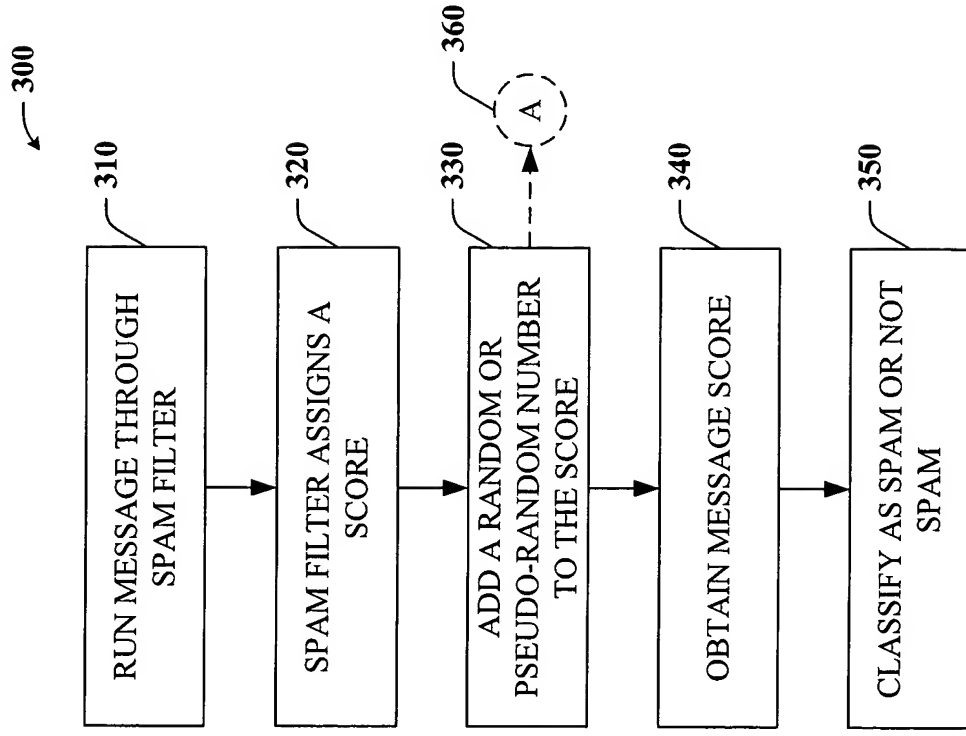 300
310
RUN MESSAGE THROUGH
SPAM FILTER
320
SPAM FILTER ASSIGNS A
SCORE
330
ADD A RANDOM OR
PSEUDO-RANDOM NUMBER
TO THE SCORE
360
A
340
OBTAIN MESSAGE SCORE
350
CLASSIFY AS SPAM OR NOT
SPAM